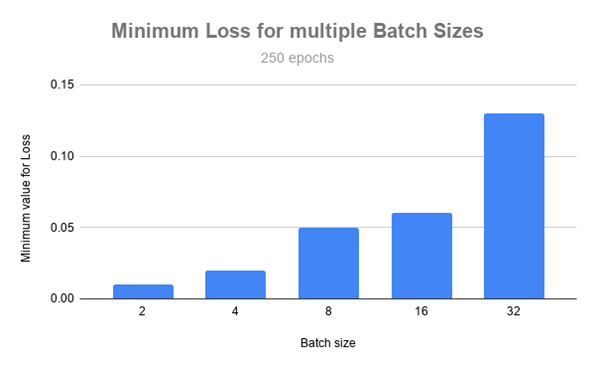 Minimum Loss for multiple Batch Sizes
250 epochs
0.15
0.10
0.05
0.00
Minimum value for Loss
2 4 8 16 32
Batch size